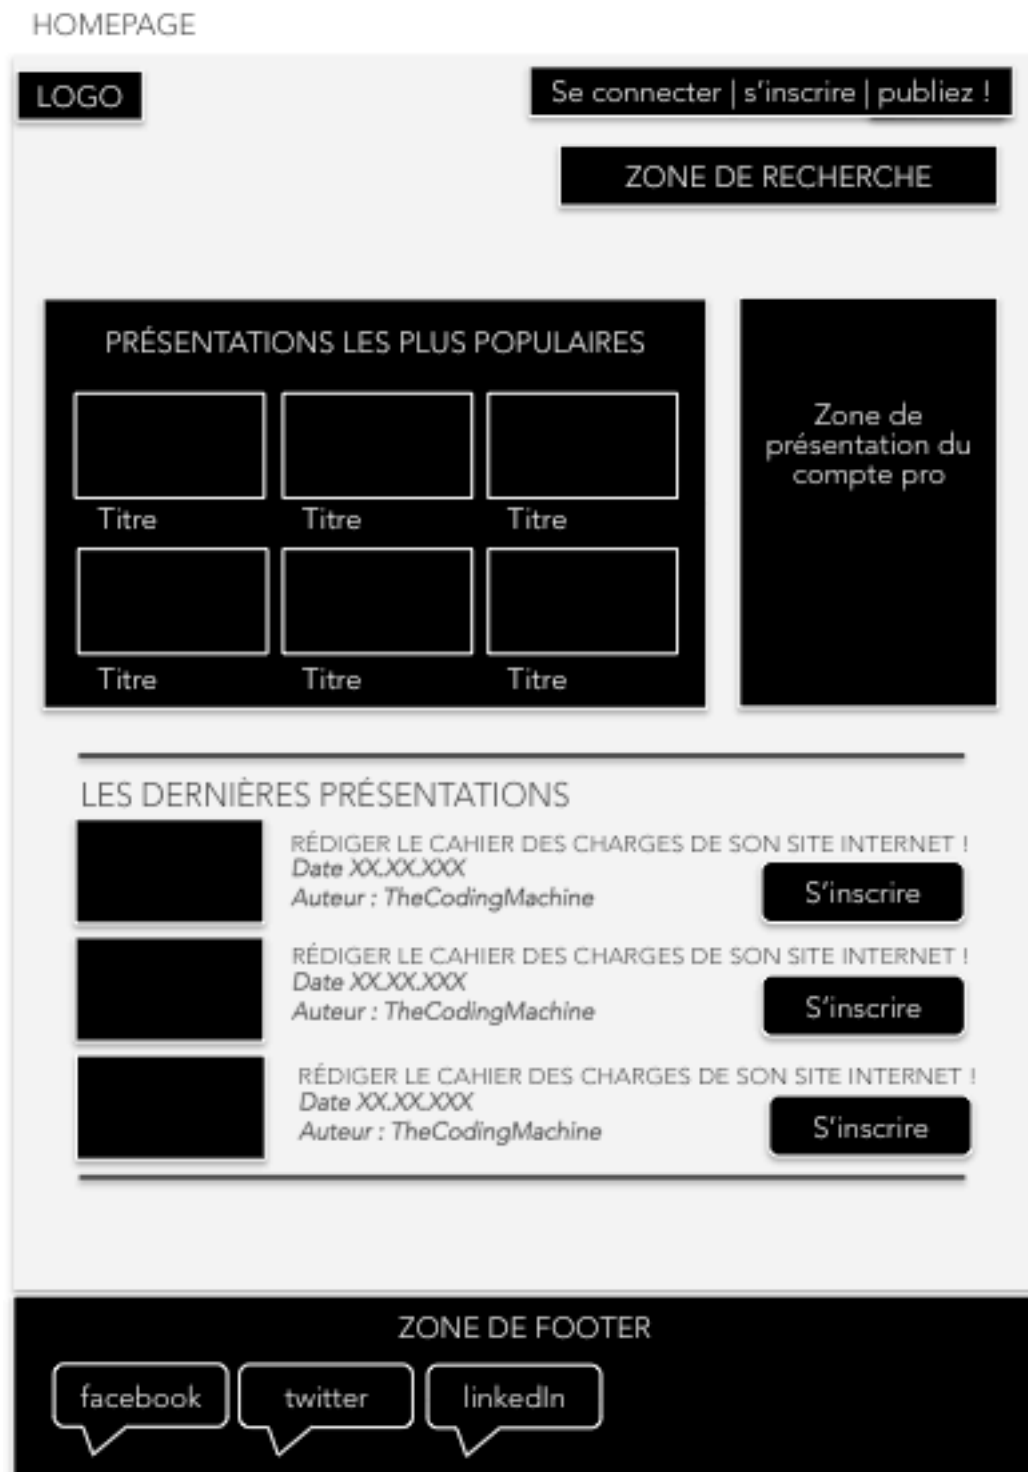 HOMEPAGE
LOGO
Se connecter | s'inscrire | publiez !
ZONE DE RECHERCHE
PRÉSENTATIONS LES PLUS POPULAIRES
Titre Titre Titre
Titre Titre Titre
Zone de
présentation du
compte pro
LES DERNIÈRES PRÉSENTATIONS
RÉDIGER LE CAHIER DES CHARGES DE SON SITE INTERNET !
Date XX.XX.XXX
Auteur : TheCodingMachine
S'inscrire
RÉDIGER LE CAHIER DES CHARGES DE SON SITE INTERNET !
Date XX.XX.XXX
Auteur : TheCodingMachine
S'inscrire
RÉDIGER LE CAHIER DES CHARGES DE SON SITE INTERNET !
Date XX.XX.XXX
Auteur : TheCodingMachine
S'inscrire
ZONE DE FOOTER
facebook twitter linkedIn